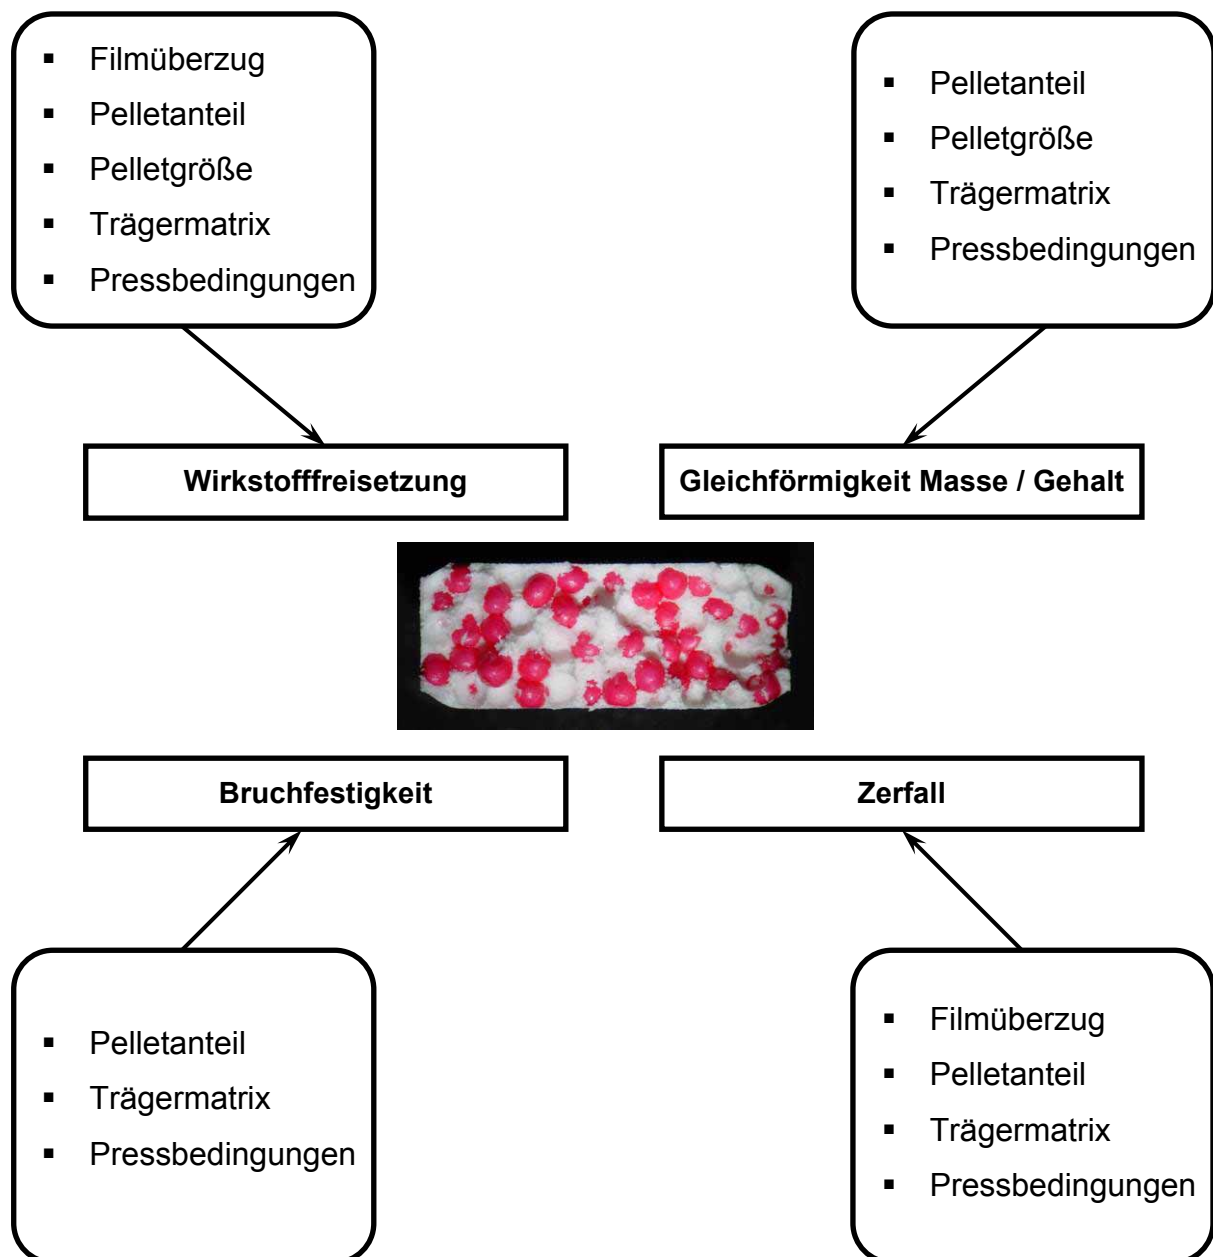 ▪ Filmüberzug
▪ Pelletanteil
▪ Pelletgröße
▪ Trägermatrix
▪ Pressbedingungen
▪ Pelletanteil
▪ Pelletgröße
▪ Trägermatrix
▪ Pressbedingungen
Wirkstofffreisetzung
Gleichförmigkeit Masse / Gehalt
Bruchfestigkeit
Zerfall
▪ Pelletanteil
▪ Trägermatrix
▪ Pressbedingungen
▪ Filmüberzug
▪ Pelletanteil
▪ Trägermatrix
▪ Pressbedingungen